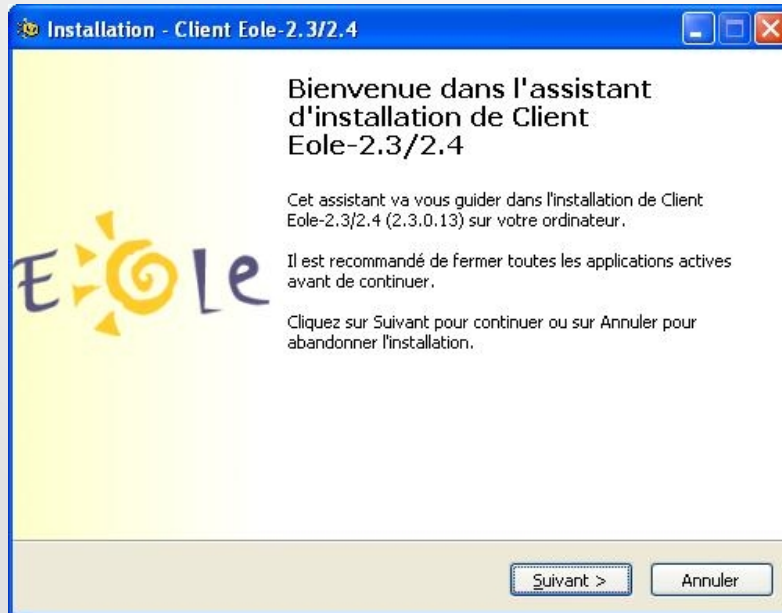 Installation - Client Eole-2.3/2.4
Bienvenue dans l'assistant
d'installation de Client
Eole-2.3/2.4
Cet assistant va vous guider dans l'installation de Client
Eole-2.3/2.4 (2.3.0.13) sur votre ordinateur.
Il est recommandé de fermer toutes les applications actives
avant de continuer.
Cliquez sur Suivant pour continuer ou sur Annuler pour
abandonner l'installation.
EOle
Suivant >
Annuler